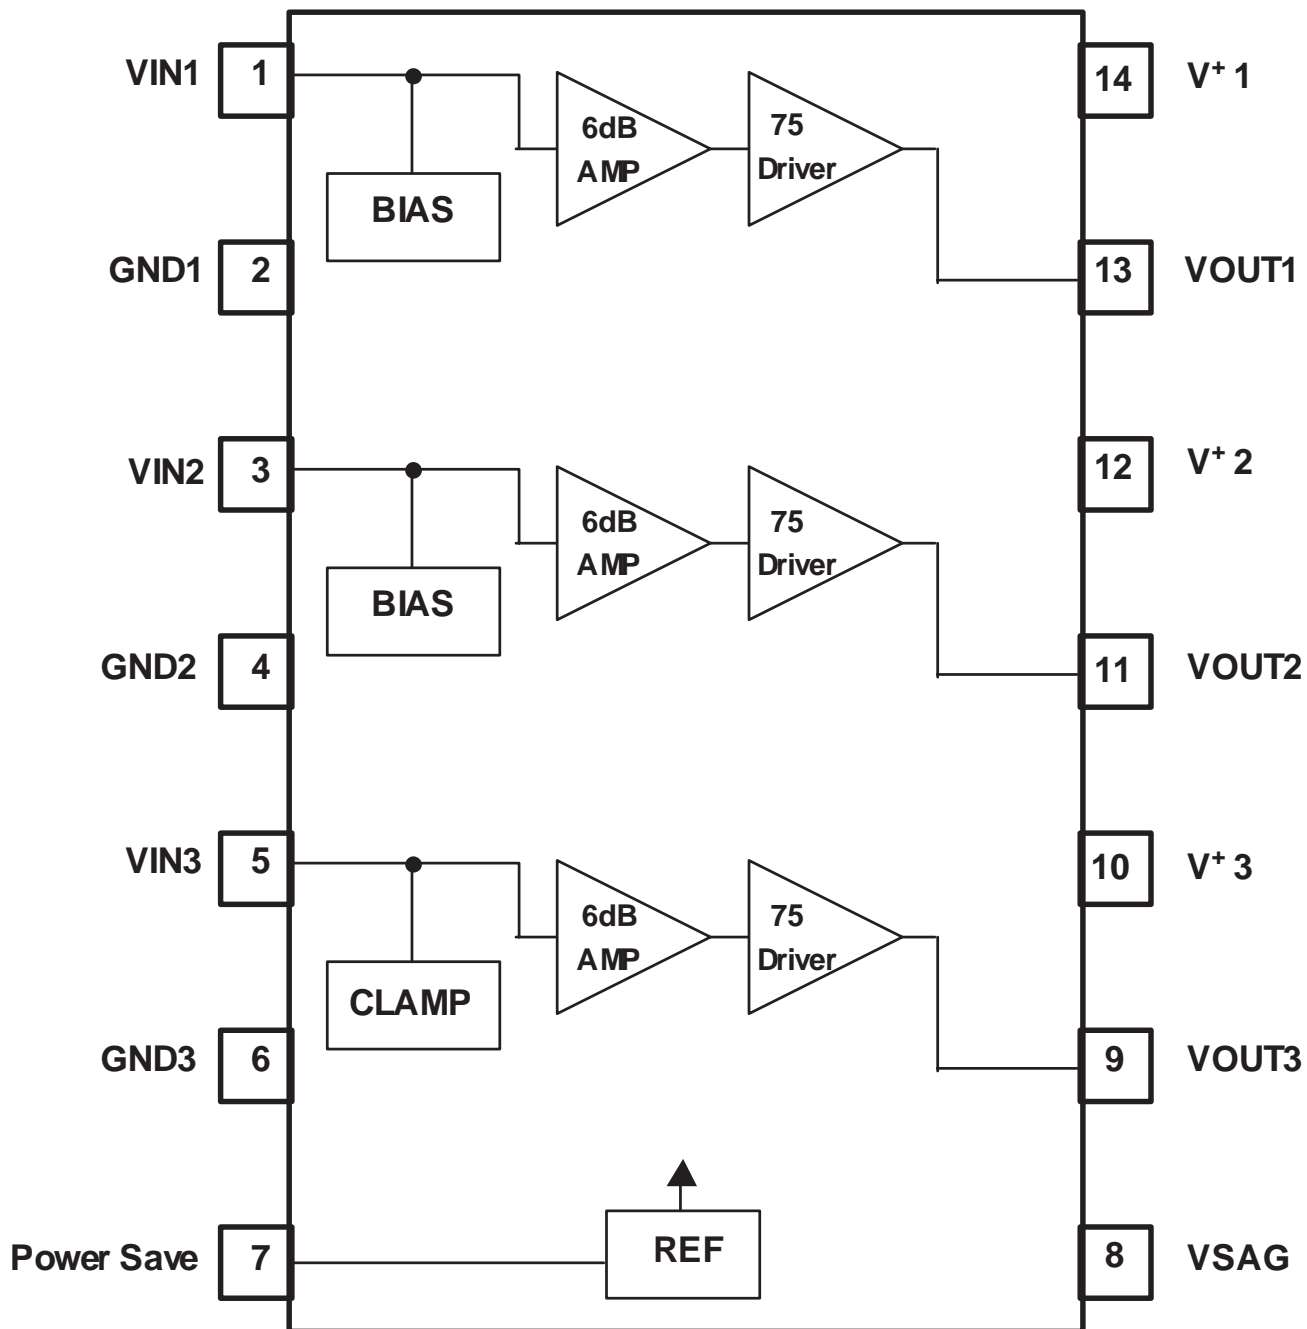 VIN1 1 14 V+ 1
6dB
AMP
75
Driver
BIAS
GND1 2 13 VOUT1
VIN2 3 12 V+ 2
6dB
AMP
75
Driver
BIAS
GND2 4 11 VOUT2
VIN3 5 10 V+ 3
6dB
AMP
75
Driver
CLAMP
GND3 6 9 VOUT3
Power Save 7 REF 8 VSAG